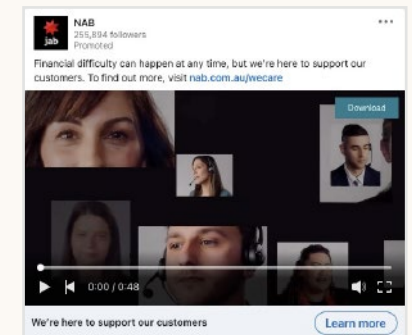 NAB
255,894 followers
Promoted
jab
Financial difficulty can happen at any time, but we're here to support our
customers. To find out more, visit nab.com.au/wecare
Download
0:00 / 0:48
We're here to support our customers
Learn more